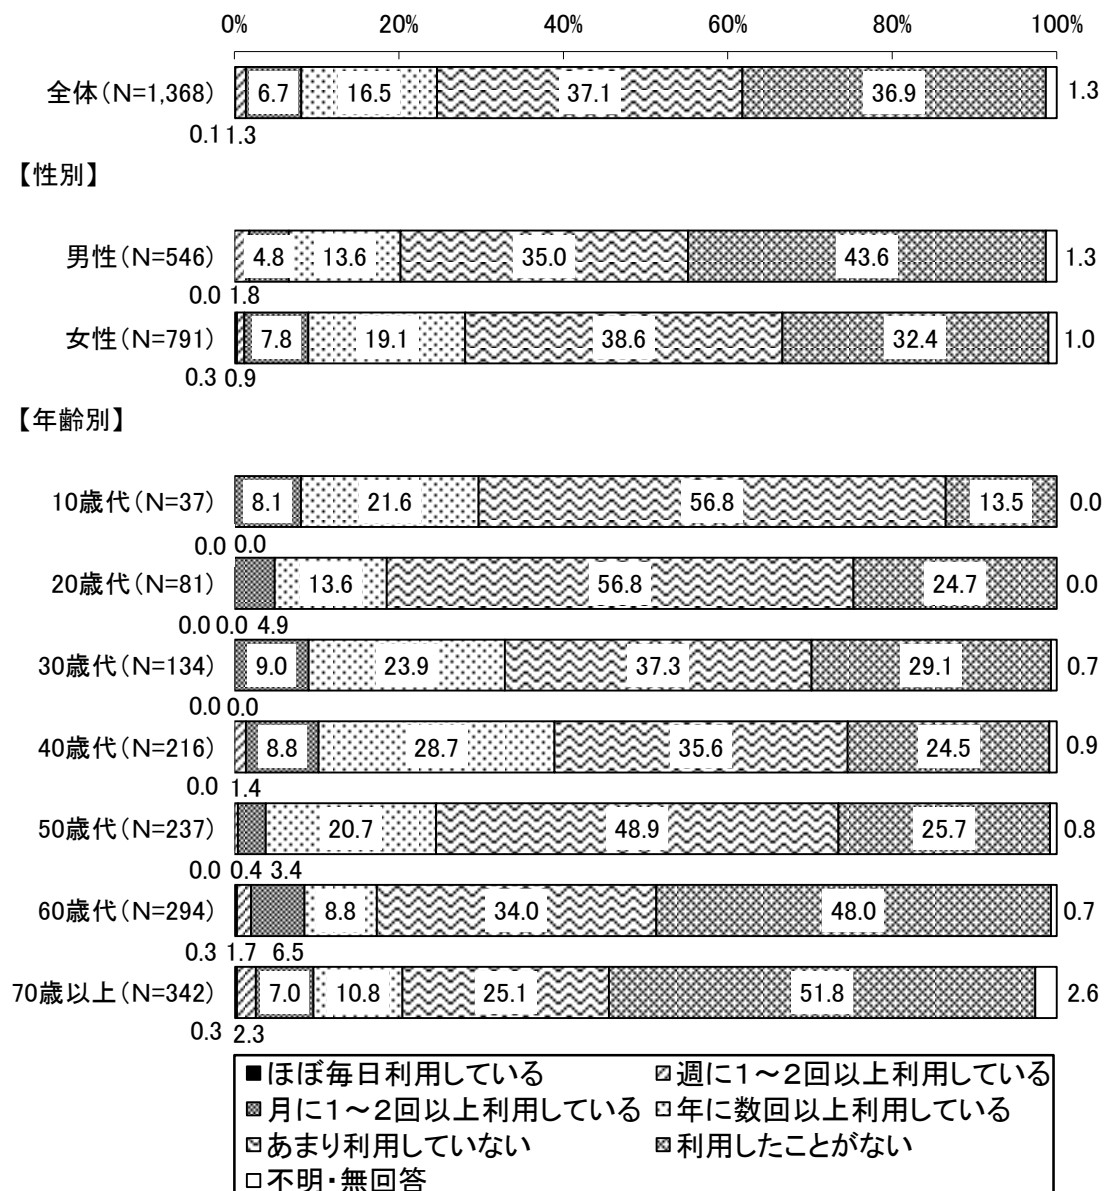 0% 20% 40% 60% 80% 100%
全体(N=1,368) 6.7 16.5 37.1 36.9 1.3
0.1 1.3
【性別】
男性(N=546) 4.8 13.6 35.0 43.6 1.3
0.0 1.8
女性(N=791) 7.8 19.1 38.6 32.4 1.0
0.3 0.9
【年齢別】
10歳代(N=37) 8.1 21.6 56.8 13.5 0.0
0.0 0.0
20歳代(N=81) 13.6 56.8 24.7 0.0
0.0 0.0 4.9
30歳代(N=134) 9.0 23.9 37.3 29.1 0.7
0.0 0.0
40歳代(N=216) 8.8 28.7 35.6 24.5 0.9
0.0 1.4
50歳代(N=237) 20.7 48.9 25.7 0.8
0.0 0.4 3.4
60歳代(N=294) 8.8 34.0 48.0 0.7
0.3 1.7 6.5
70歳以上(N=342) 7.0 10.8 25.1 51.8 2.6
0.3 2.3
ほぼ毎日利用している 週に1~2回以上利用している
月に1~2回以上利用している 年に数回以上利用している
あまり利用していない 利用したことがない
不明・無回答